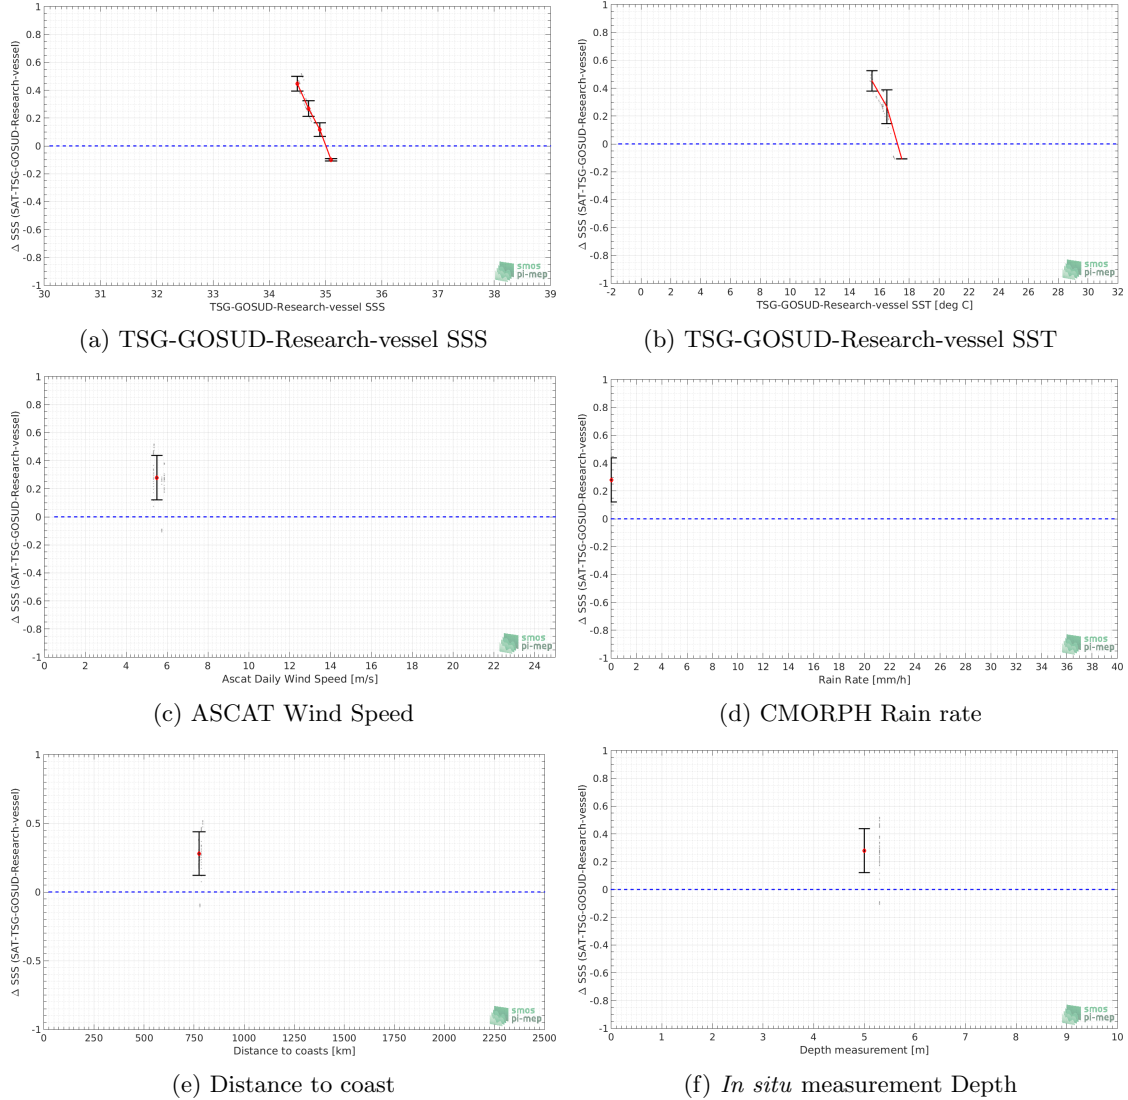 1
0.8
0.6
0.4
0.2
0
-0.2
-0.4
-0.6
-0.8
-1
Δ SSS (SAT-TSG-GOSUD-Research-vessel)
30 31 32 33 34 35 36 37 38 39
TSG-GOSUD-Research-vessel SSS
smos
pi-mep
(a) TSG-GOSUD-Research-vessel SSS
1
0.8
0.6
0.4
0.2
0
-0.2
-0.4
-0.6
-0.8
-1
Δ SSS (SAT-TSG-GOSUD-Research-vessel)
-2 0 2 4 6 8 10 12 14 16 18 20 22 24 26 28 30 32
TSG-GOSUD-Research-vessel SST [deg C]
smos
pi-mep
(b) TSG-GOSUD-Research-vessel SST
1
0.8
0.6
0.4
0.2
0
-0.2
-0.4
-0.6
-0.8
-1
Δ SSS (SAT-TSG-GOSUD-Research-vessel)
0 2 4 6 8 10 12 14 16 18 20 22 24
Ascat Daily Wind Speed [m/s]
smos
pi-mep
(c) ASCAT Wind Speed
1
0.8
0.6
0.4
0.2
0
-0.2
-0.4
-0.6
-0.8
-1
Δ SSS (SAT-TSG-GOSUD-Research-vessel)
0 2 4 6 8 10 12 14 16 18 20 22 24 26 28 30 32 34 36 38 40
Rain Rate [mm/h]
smos
pi-mep
(d) CMORPH Rain rate
1
0.5
0
-0.5
-1
Δ SSS (SAT-TSG-GOSUD-Research-vessel)
0 250 500 750 1000 1250 1500 1750 2000 2250 2500
Distance to coasts [km]
smos
pi-mep
(e) Distance to coast
1
0.8
0.6
0.4
0.2
0
-0.2
-0.4
-0.6
-0.8
-1
Δ SSS (SAT-TSG-GOSUD-Research-vessel)
0 1 2 3 4 5 6 7 8 9 10
Depth measurement [m]
smos
pi-mep
(f) In situ measurement Depth